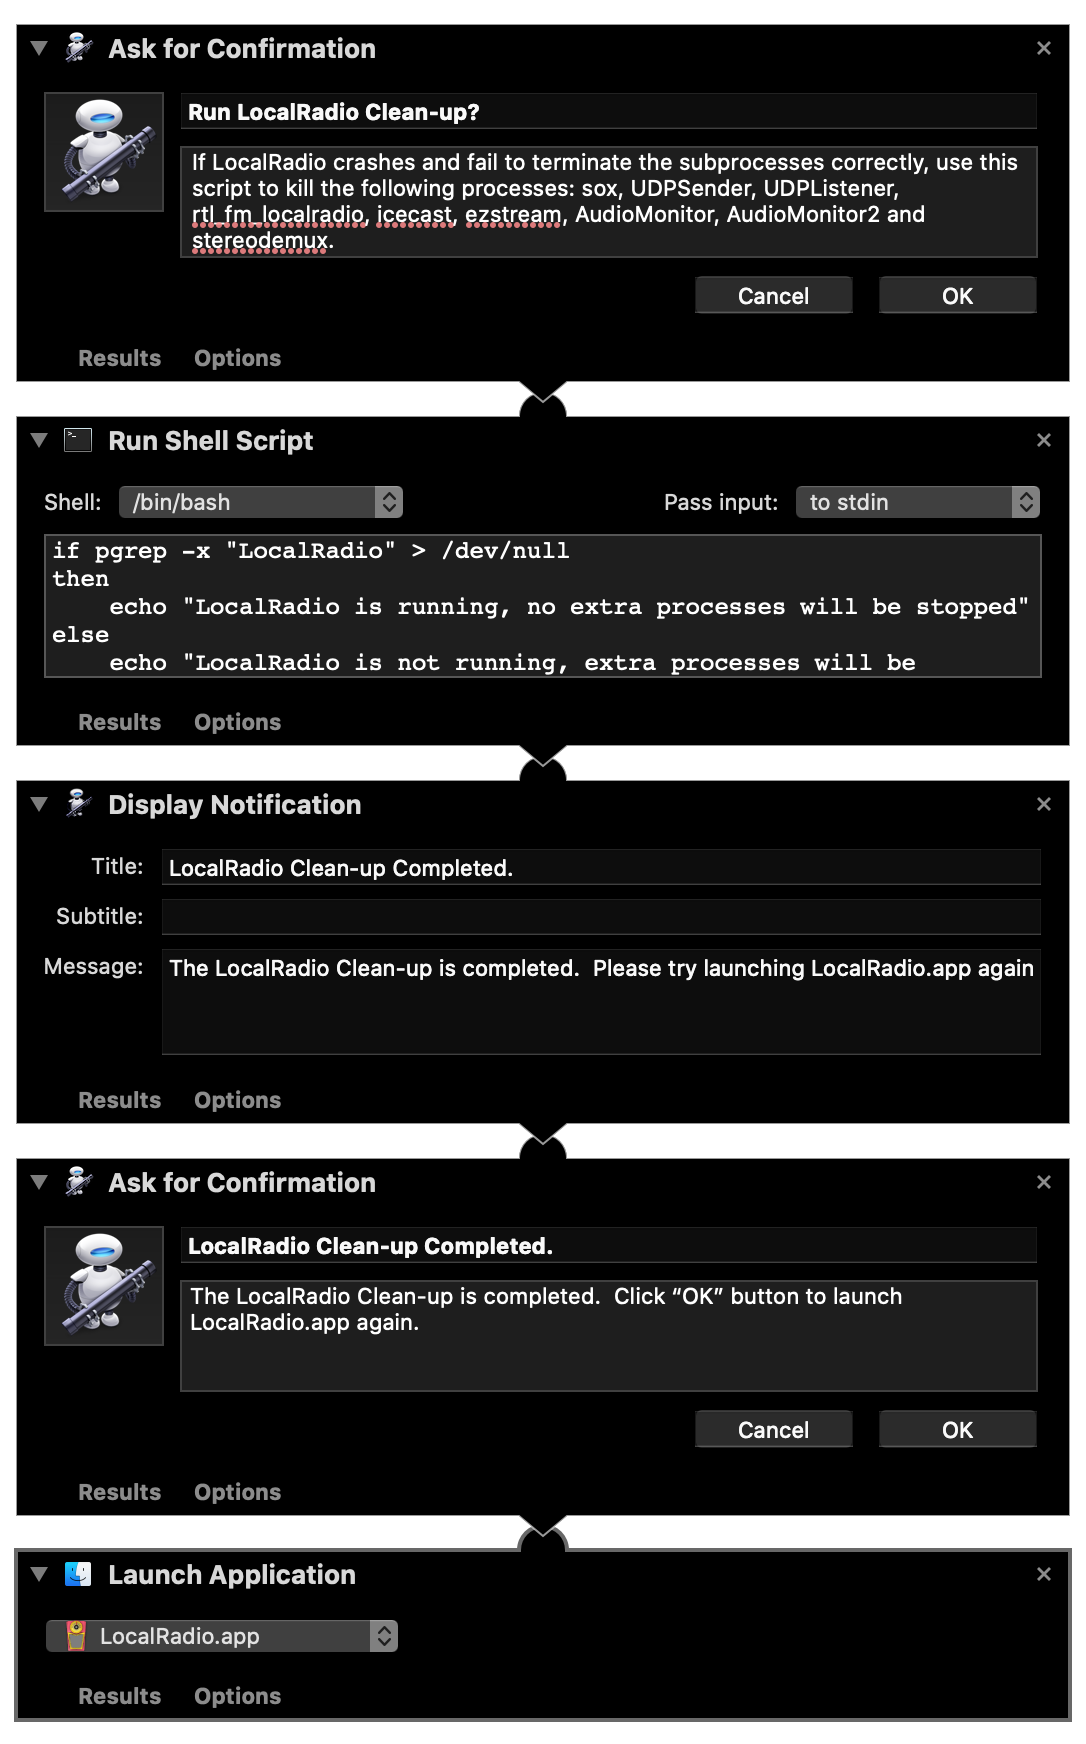 Ask for Confirmation
Run LocalRadio Clean-up?
If LocalRadio crashes and fail to terminate the subprocesses correctly, use this
script to kill the following processes: sox, UDPSender, UDPListener,
rtl_fm_localradio, icecast, ezstream, AudioMonitor, AudioMonitor2 and
stereodemux.
Cancel OK
Results Options
Run Shell Script
Shell: /bin/bash Pass input: to stdin
if pgrep -x "LocalRadio" > /dev/null
then
    echo "LocalRadio is running, no extra processes will be stopped"
else
    echo "LocalRadio is not running, extra processes will be
Results Options
Display Notification
Title: LocalRadio Clean-up Completed.
Subtitle:
Message: The LocalRadio Clean-up is completed.  Please try launching LocalRadio.app again
Results Options
Ask for Confirmation
LocalRadio Clean-up Completed.
The LocalRadio Clean-up is completed.  Click “OK” button to launch
LocalRadio.app again.
Cancel OK
Results Options
Launch Application
LocalRadio.app
Results Options